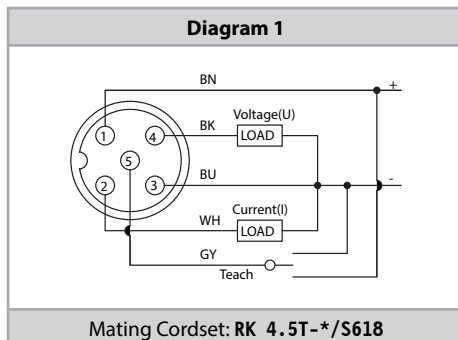 Diagram 1
BN
+
Voltage(U)
BK
LOAD
1
4
5
BU
-
2
3
Current(I)
WH
LOAD
GY
Teach
Mating Cordset: RK 4.5T-*/S618